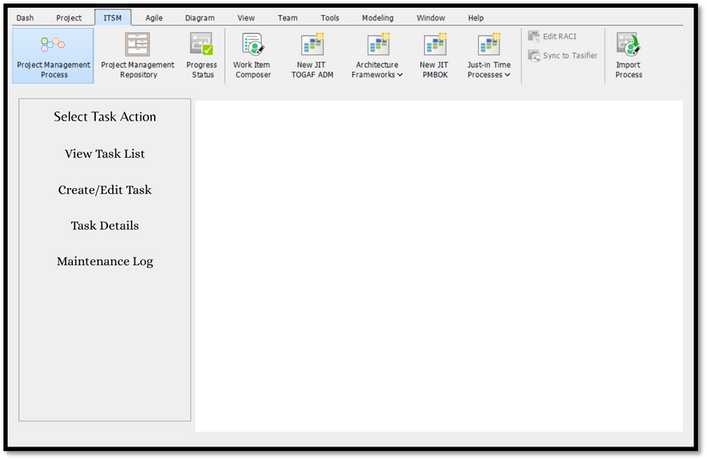 Dash Project ITSM Agile Diagram View Team Tools Modeling Window Help
Project Management
Process
Project Management
Repository
Progress
Status
Work Item
Composer
New JIT
TOGAF ADM
Architecture
Frameworks
New JIT
PMBOK
Just-in Time
Processes
Edit RACI
Sync to Tasifier
Import
Process
Select Task Action
View Task List
Create/Edit Task
Task Details
Maintenance Log